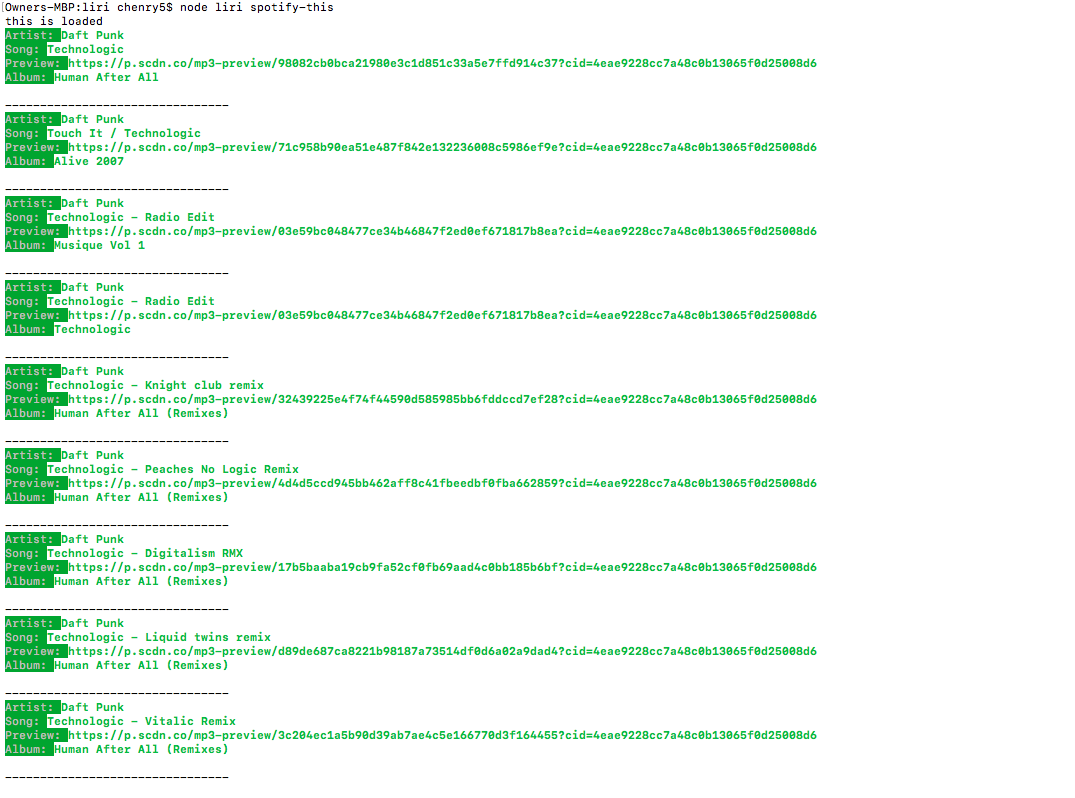 [Owners-MBP:liri chenry5$ node liri spotify-this
this is loaded
Artist: Daft Punk
Song: Technologic
Preview: https://p.scdn.co/mp3-preview/98082cb0bca21980e3c1d851c33a5e7ffd914c37?cid=4eae9228cc7a48c0b13065f0d25008d6
Album: Human After All
--------------------------------
Artist: Daft Punk
Song: Touch It / Technologic
Preview: https://p.scdn.co/mp3-preview/71c958b90ea51e487f842e132236008c5986ef9e?cid=4eae9228cc7a48c0b13065f0d25008d6
Album: Alive 2007
--------------------------------
Artist: Daft Punk
Song: Technologic - Radio Edit
Preview: https://p.scdn.co/mp3-preview/03e59bc048477ce34b46847f2ed0ef671817b8ea?cid=4eae9228cc7a48c0b13065f0d25008d6
Album: Musique Vol 1
--------------------------------
Artist: Daft Punk
Song: Technologic - Radio Edit
Preview: https://p.scdn.co/mp3-preview/03e59bc048477ce34b46847f2ed0ef671817b8ea?cid=4eae9228cc7a48c0b13065f0d25008d6
Album: Technologic
--------------------------------
Artist: Daft Punk
Song: Technologic - Knight club remix
Preview: https://p.scdn.co/mp3-preview/32439225e4f74f44590d585985bb6fddccd7ef28?cid=4eae9228cc7a48c0b13065f0d25008d6
Album: Human After All (Remixes)
--------------------------------
Artist: Daft Punk
Song: Technologic - Peaches No Logic Remix
Preview: https://p.scdn.co/mp3-preview/4d4d5ccd945bb462aff8c41fbeedbf0fba662859?cid=4eae9228cc7a48c0b13065f0d25008d6
Album: Human After All (Remixes)
--------------------------------
Artist: Daft Punk
Song: Technologic - Digitalism RMX
Preview: https://p.scdn.co/mp3-preview/17b5baaba19cb9fa52cf0fb69aad4c0bb185b6bf?cid=4eae9228cc7a48c0b13065f0d25008d6
Album: Human After All (Remixes)
--------------------------------
Artist: Daft Punk
Song: Technologic - Liquid twins remix
Preview: https://p.scdn.co/mp3-preview/d89de687ca8221b98187a73514df0d6a02a9dad4?cid=4eae9228cc7a48c0b13065f0d25008d6
Album: Human After All (Remixes)
--------------------------------
Artist: Daft Punk
Song: Technologic - Vitalic Remix
Preview: https://p.scdn.co/mp3-preview/3c204ec1a5b90d39ab7ae4c5e166770d3f164455?cid=4eae9228cc7a48c0b13065f0d25008d6
Album: Human After All (Remixes)
--------------------------------